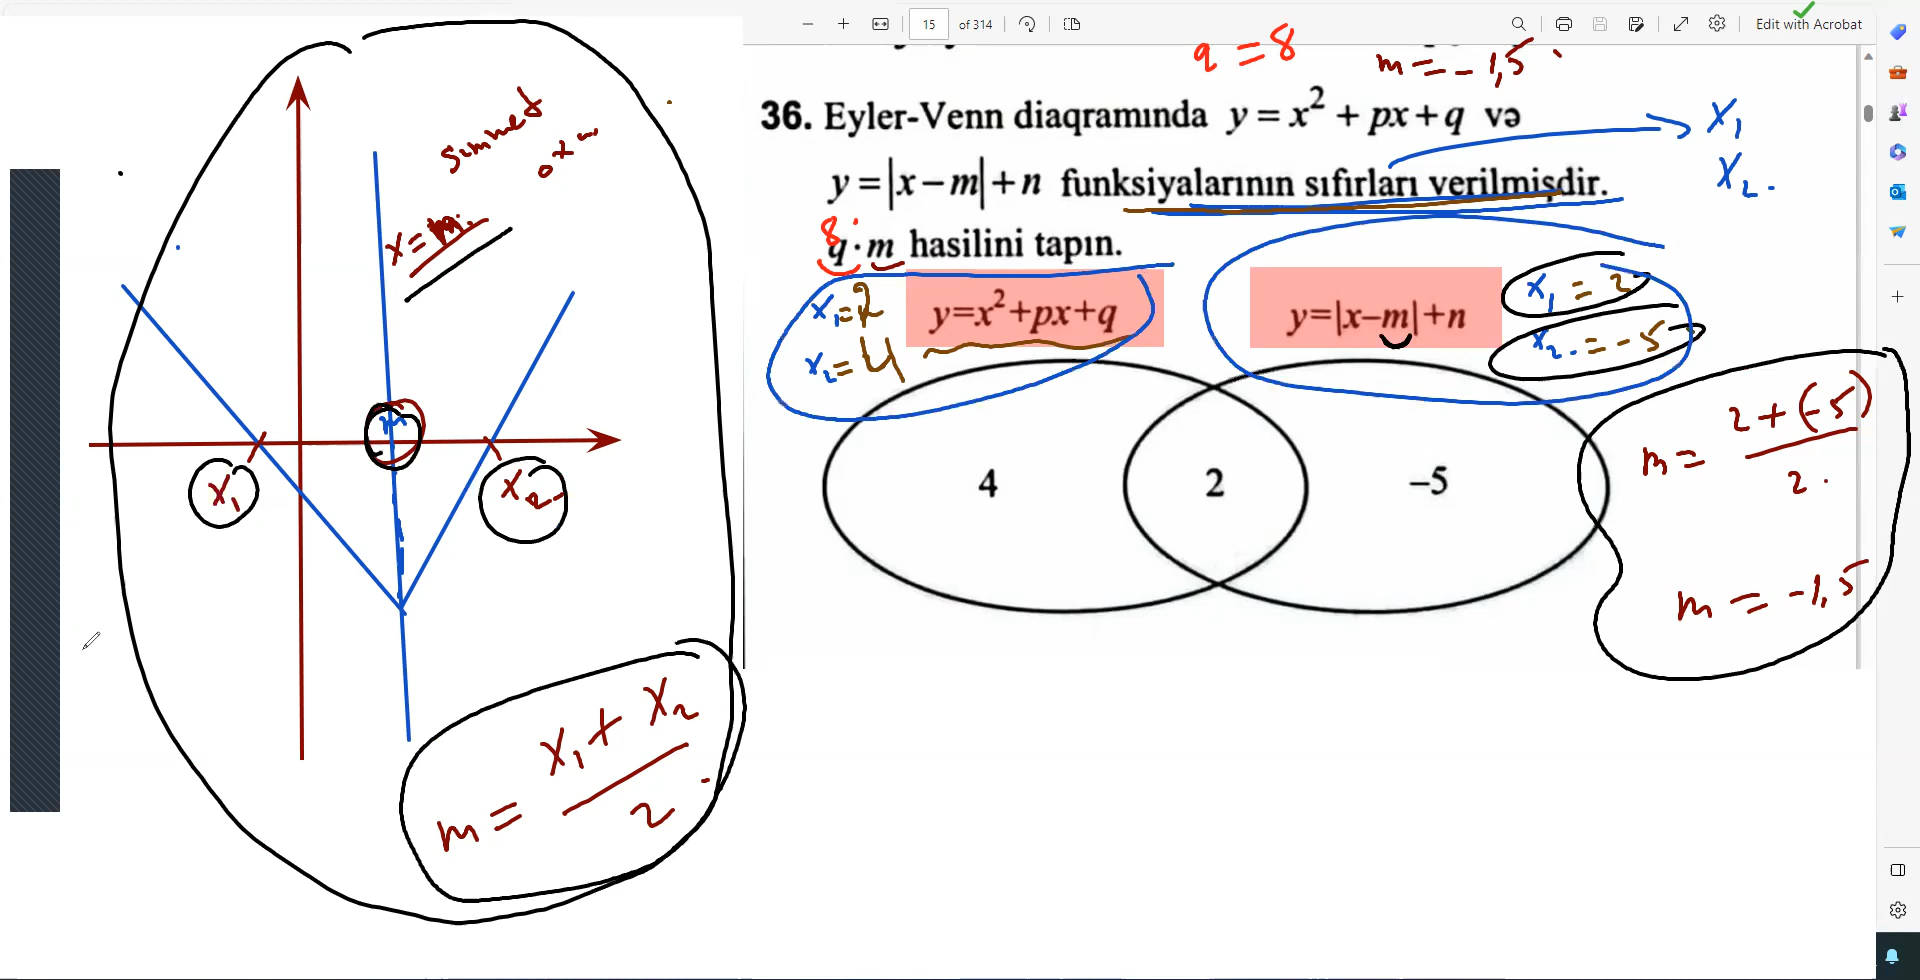 15 of 314
Edit with Acrobat
q = 8
m = -1,5
36. Eyler-Venn diaqramında y = x² + px + q və
y = |x − m| + n funksiyalarının sıfırları verilmişdir.
8
q · m hasilini tapın.
x₁
x₂.
x₁ = 2
x₂ = 4
y=x²+px+q
y=|x−m|+n
x₁ = 2
x₂. = -5
4
2
−5
m = 2 + (-5)
2.
m = -1,5
x = m.
m
x₁
x₂
m = x₁ + x₂
2